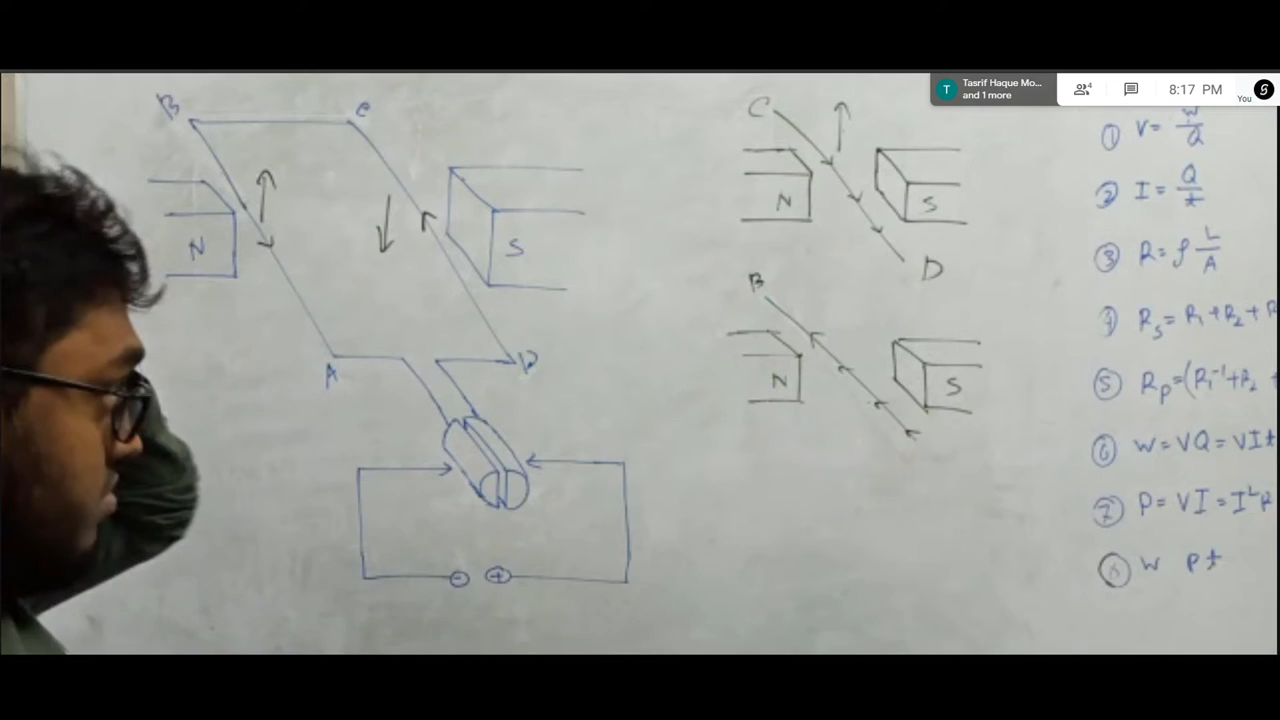 Tasrif Haque Mo...
and 1 more
4
8:17 PM
You
B
C
N
S
A
D
-
+
C
N
S
D
B
N
S
① V = W/Q
② I = Q/t
③ R = ρ L/A
④ Rs = R1 + R2 +
⑤ Rp = (R1⁻¹ + R2 +
⑥ W = VQ = VIt
⑦ P = VI = I²R
⑧ W Pt